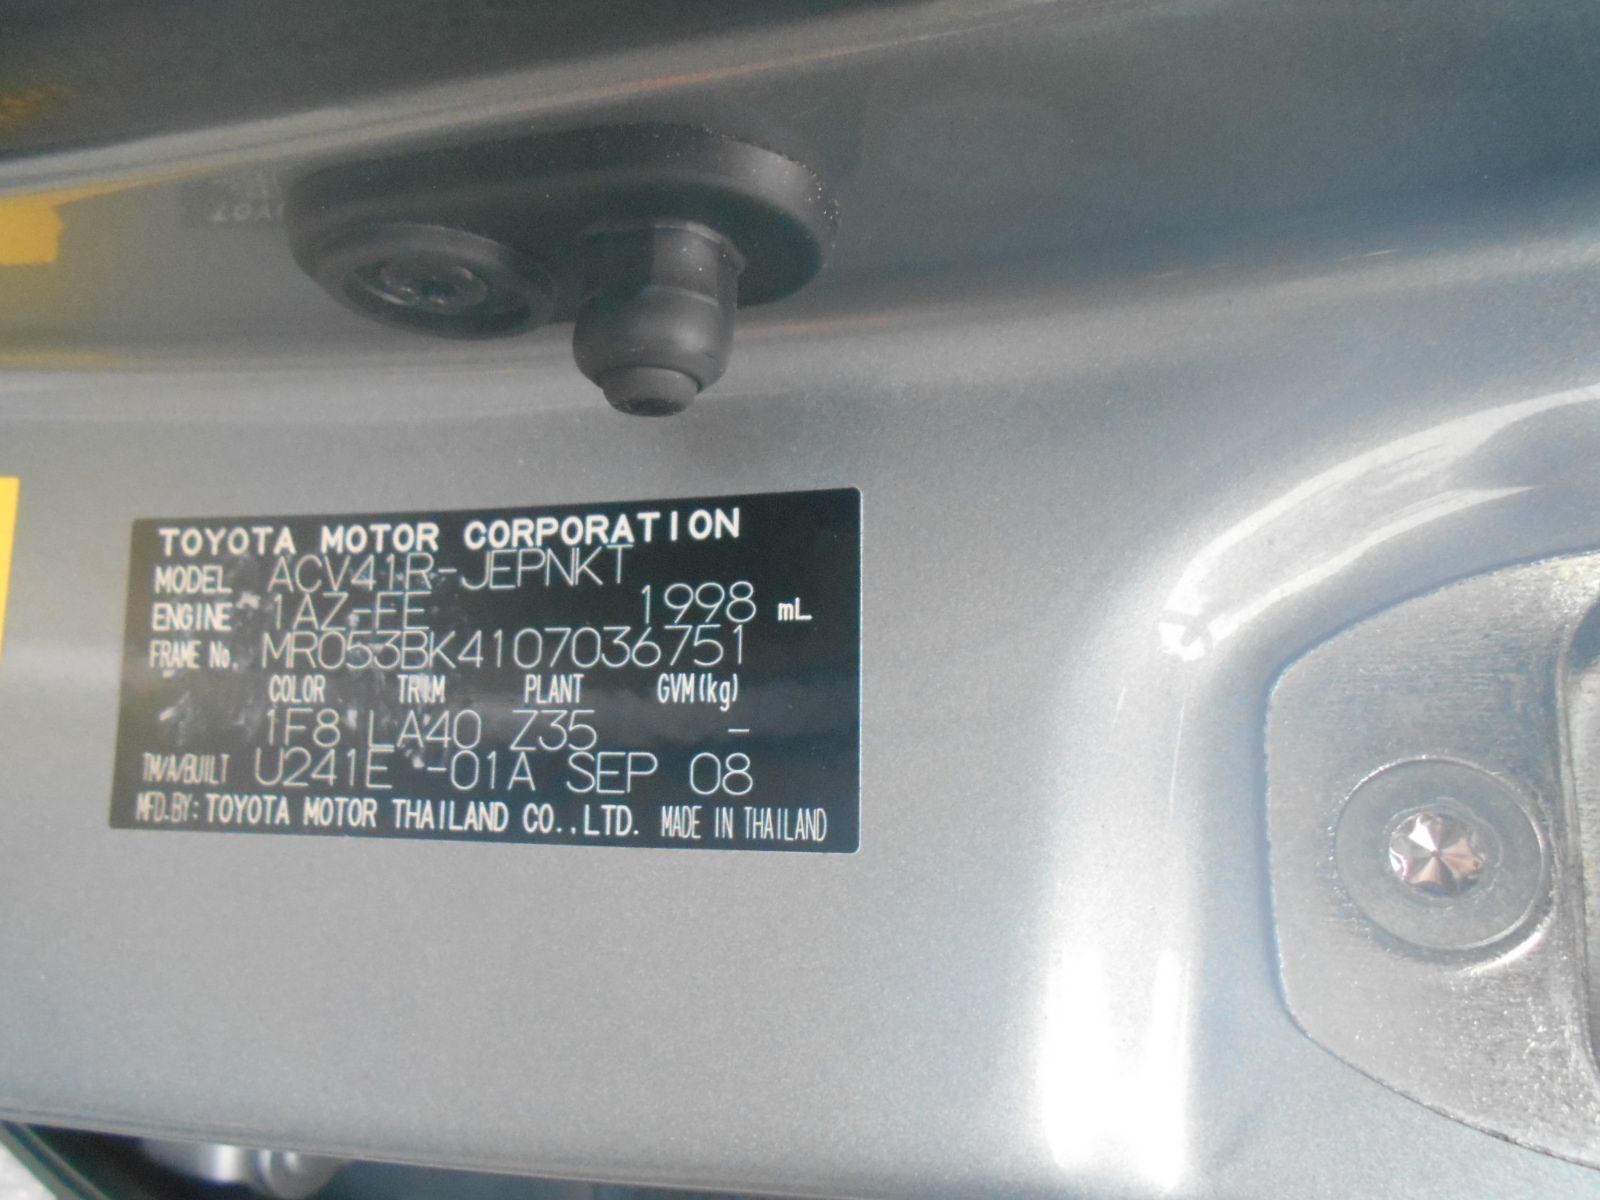 TOYOTA MOTOR CORPORATION
MODEL ACV41R-JEPNKT
ENGINE 1AZ-FE 1998 mL
FRAME No. MR053BK4107036751
COLOR TRIM PLANT GVM(kg)
1F8 LA40 Z35 -
TM/A/BUILT U241E -01A SEP 08
MFD.BY: TOYOTA MOTOR THAILAND CO.,LTD. MADE IN THAILAND